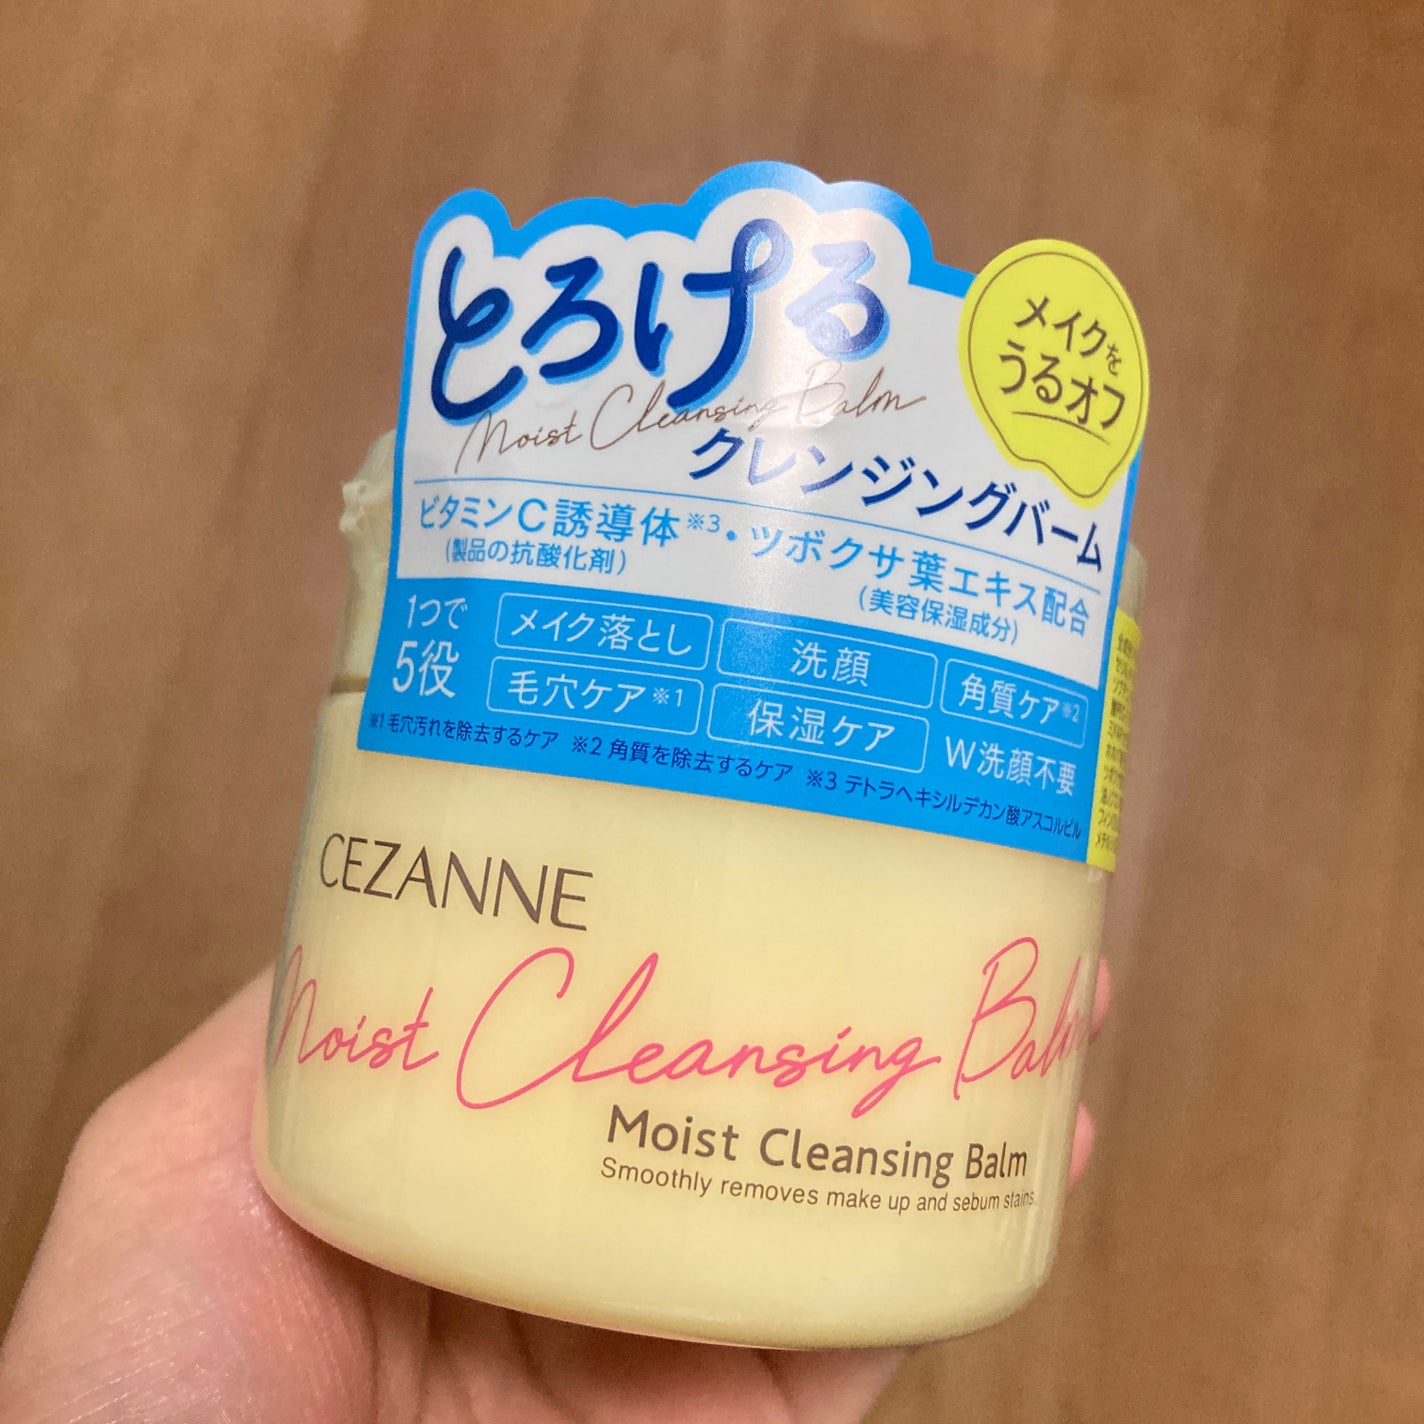 とろける
Moist Cleansing Balm
クレンジングバーム
メイクを
うるオフ
ビタミンC誘導体※3・ツボクサ葉エキス配合
(製品の抗酸化剤)
(美容保湿成分)
1つで
5役
メイク落とし
洗顔
角質ケア※2
毛穴ケア※1
保湿ケア
W洗顔不要
※1 毛穴汚れを除去するケア ※2 角質を除去するケア ※3 テトラヘキシルデカン酸アスコルビル
CEZANNE
Moist Cleansing Balm
Moist Cleansing Balm
Smoothly removes make up and sebum stains.